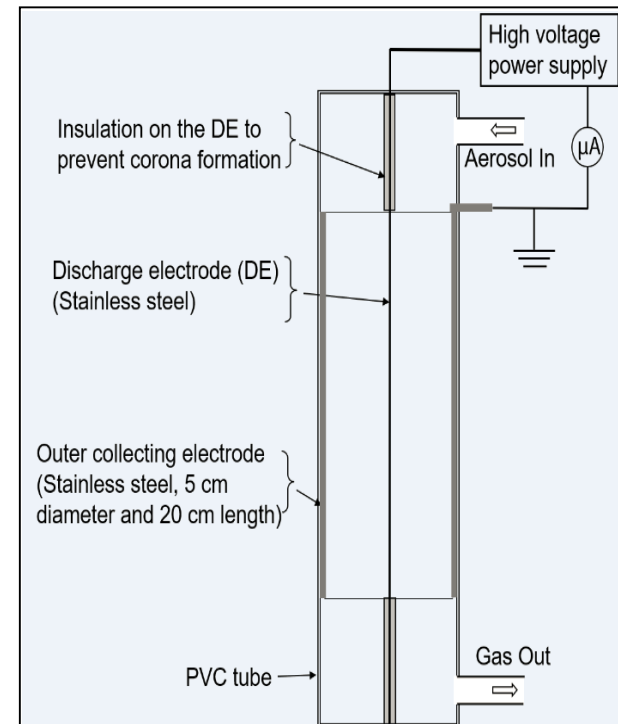 High voltage
power supply
Insulation on the DE to
prevent corona formation
Aerosol In
μA
Discharge electrode (DE)
(Stainless steel)
Outer collecting electrode
(Stainless steel, 5 cm
diameter and 20 cm length)
Gas Out
PVC tube